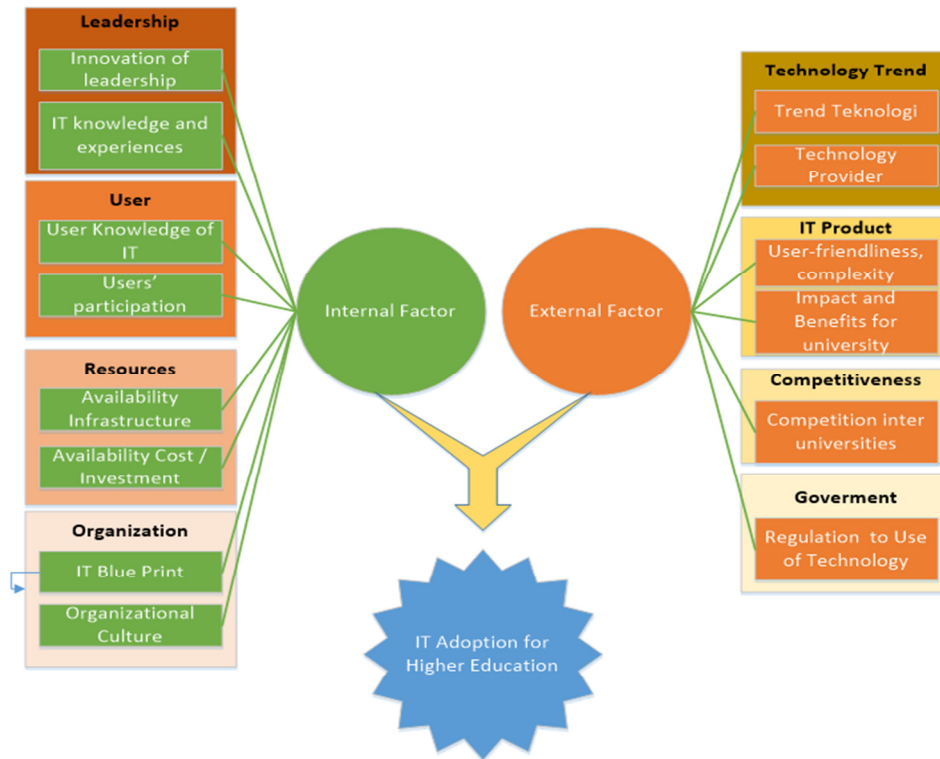 Leadership
Innovation of
leadership
IT knowledge and
experiences
User
User Knowledge of
IT
Users'
participation
Resources
Availability
Infrastructure
Availability Cost /
Investment
Organization
IT Blue Print
Organizational
Culture
Internal Factor
External Factor
IT Adoption for
Higher Education
Technology Trend
Trend Teknologi
Technology
Provider
IT Product
User-friendliness,
complexity
Impact and
Benefits for
university
Competitiveness
Competition inter
universities
Goverment
Regulation to Use
of Technology